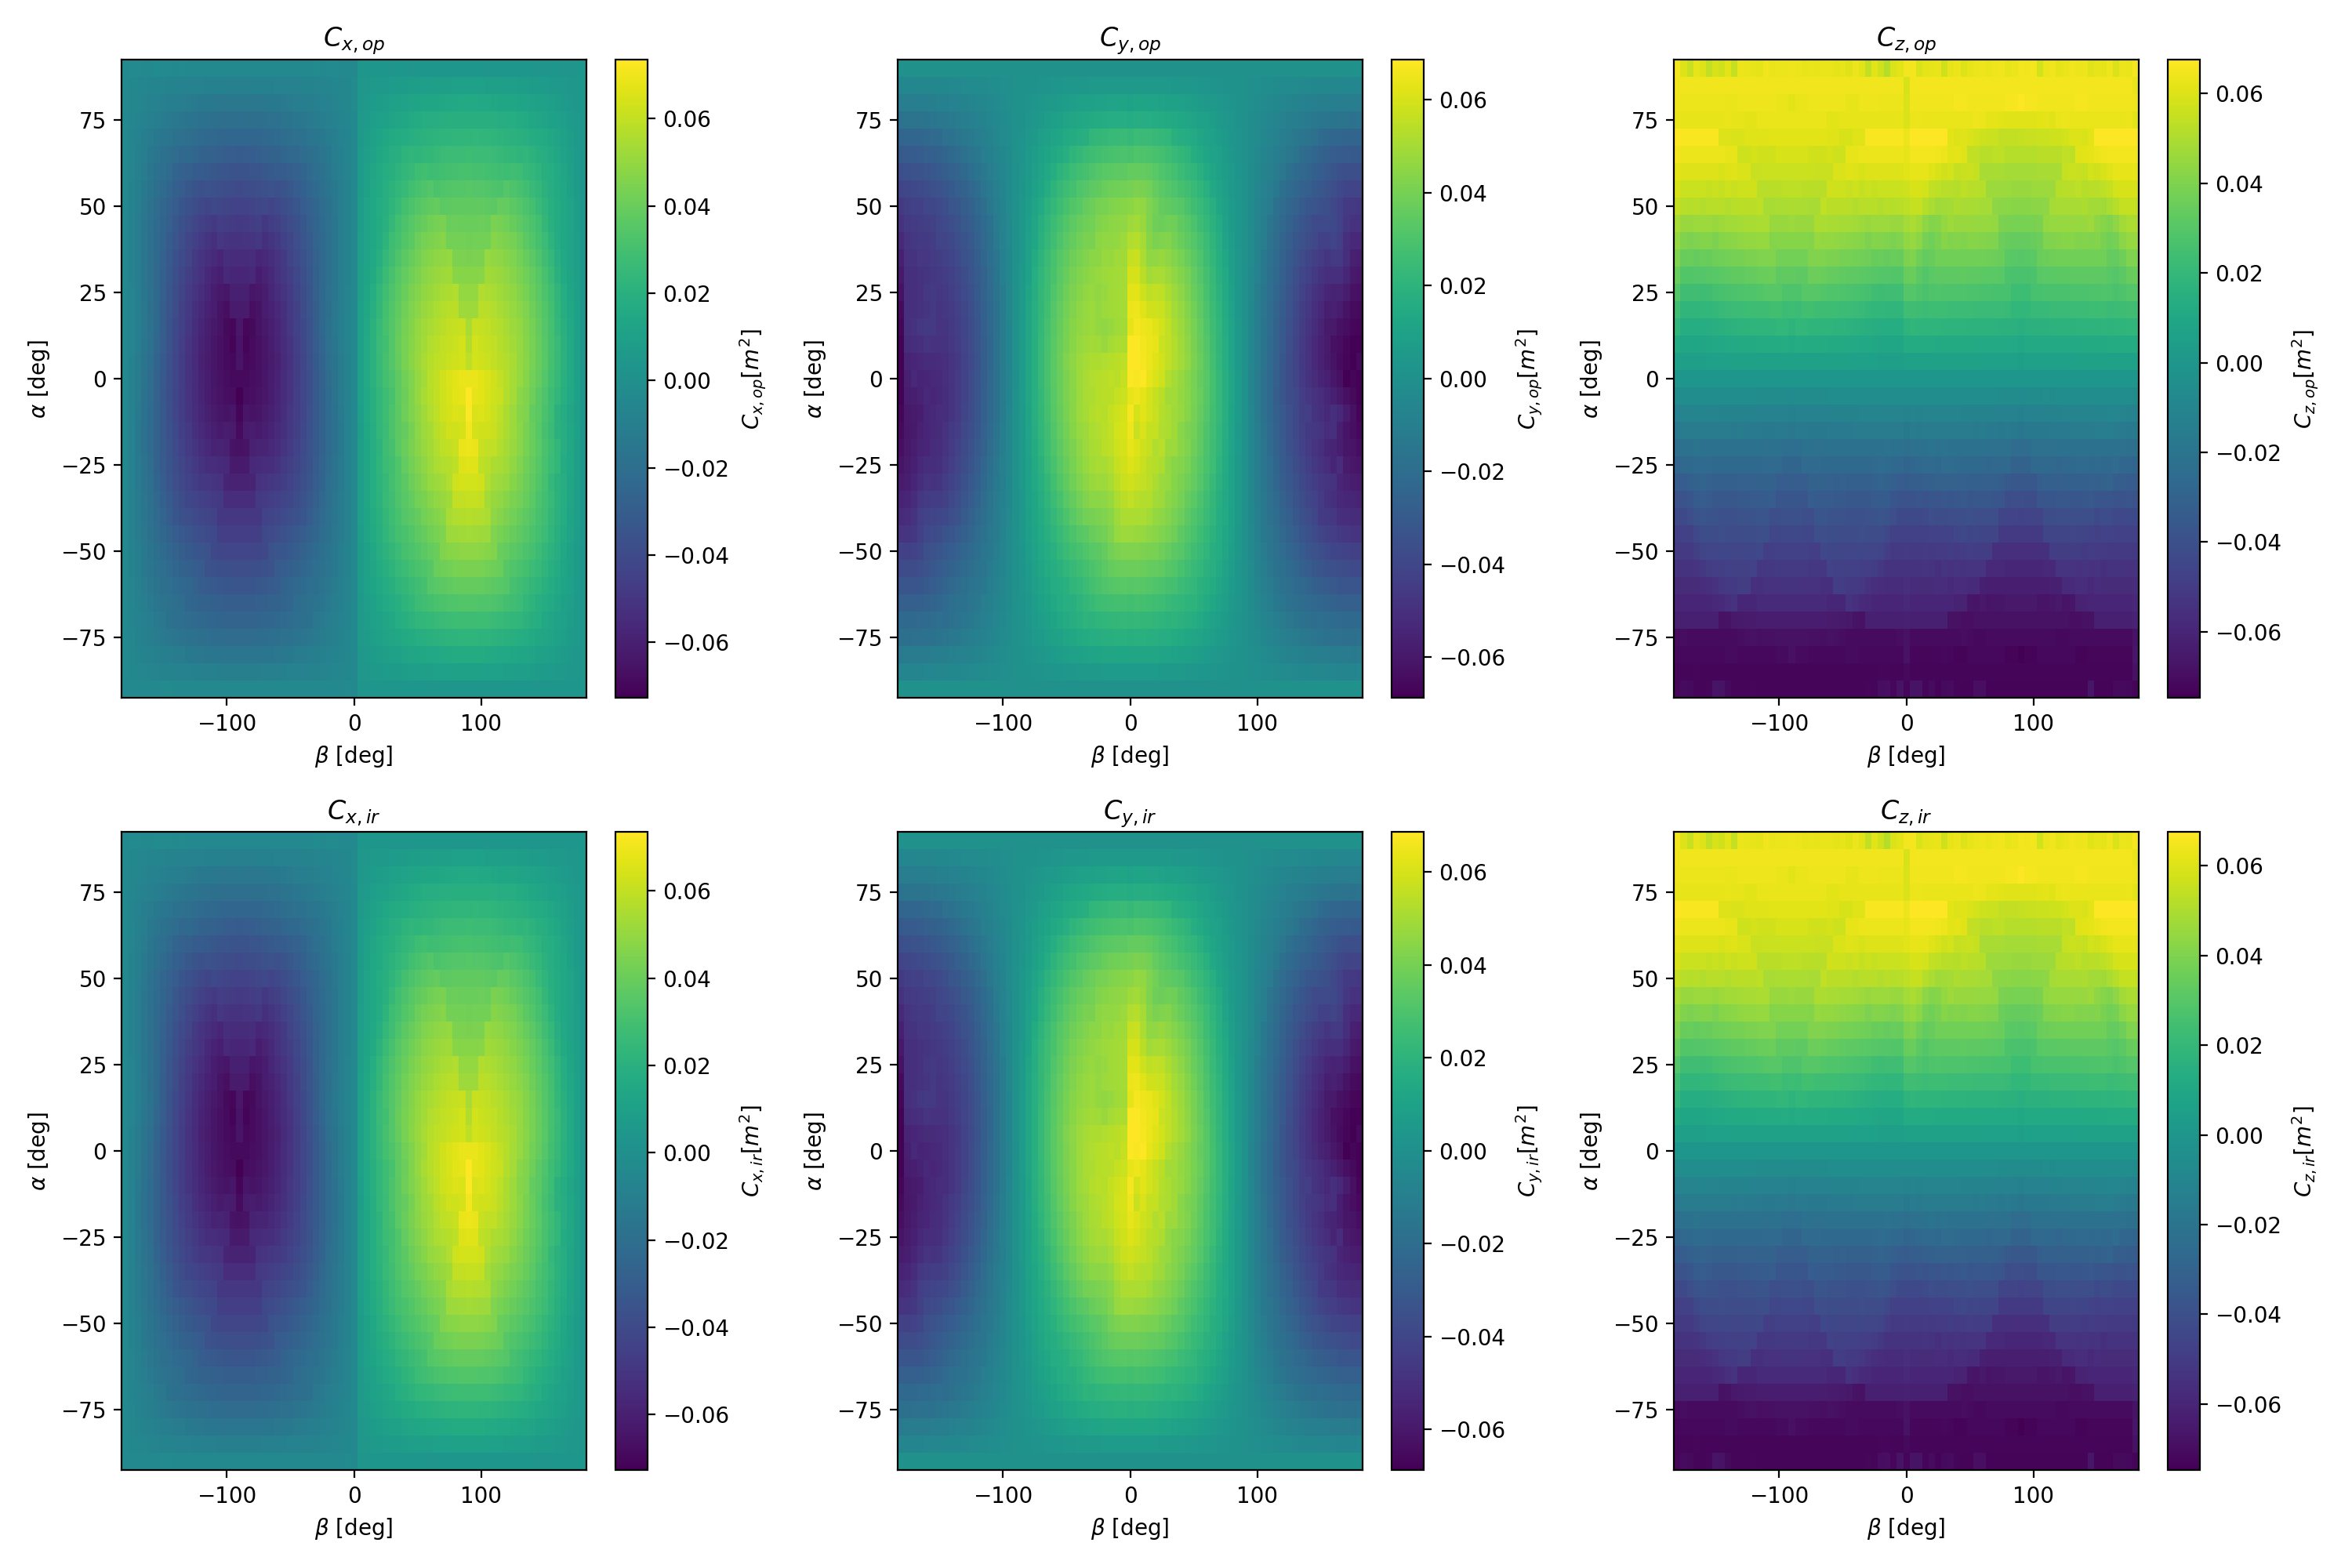 $C_{x,op}$
75
50
25
0
−25
−50
−75
α [deg]
−100 0 100
β [deg]
0.06
0.04
0.02
0.00
−0.02
−0.04
−0.06
$C_{x,op}[m^2]$
$C_{y,op}$
75
50
25
0
−25
−50
−75
α [deg]
−100 0 100
β [deg]
0.06
0.04
0.02
0.00
−0.02
−0.04
−0.06
$C_{y,op}[m^2]$
$C_{z,op}$
75
50
25
0
−25
−50
−75
α [deg]
−100 0 100
β [deg]
0.06
0.04
0.02
0.00
−0.02
−0.04
−0.06
$C_{z,op}[m^2]$
$C_{x,ir}$
75
50
25
0
−25
−50
−75
α [deg]
−100 0 100
β [deg]
0.06
0.04
0.02
0.00
−0.02
−0.04
−0.06
$C_{x,ir}[m^2]$
$C_{y,ir}$
75
50
25
0
−25
−50
−75
α [deg]
−100 0 100
β [deg]
0.06
0.04
0.02
0.00
−0.02
−0.04
−0.06
$C_{y,ir}[m^2]$
$C_{z,ir}$
75
50
25
0
−25
−50
−75
α [deg]
−100 0 100
β [deg]
0.06
0.04
0.02
0.00
−0.02
−0.04
−0.06
$C_{z,ir}[m^2]$